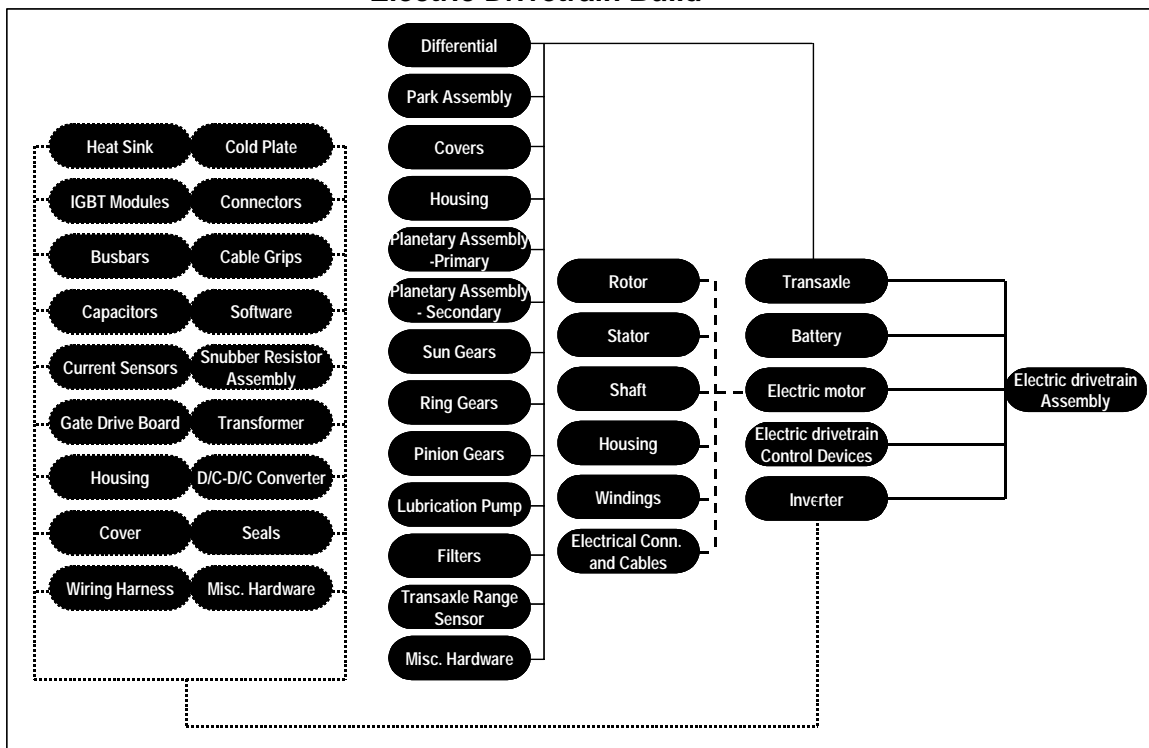 Electric Drivetrain Build
Differential
Park Assembly
Covers
Housing
Planetary Assembly
-Primary
Planetary Assembly
- Secondary
Sun Gears
Ring Gears
Pinion Gears
Lubrication Pump
Filters
Transaxle Range
Sensor
Misc. Hardware
Heat Sink
Cold Plate
IGBT Modules
Connectors
Busbars
Cable Grips
Capacitors
Software
Current Sensors
Snubber Resistor
Assembly
Gate Drive Board
Transformer
Housing
D/C-D/C Converter
Cover
Seals
Wiring Harness
Misc. Hardware
Rotor
Stator
Shaft
Housing
Windings
Electrical Conn.
and Cables
Transaxle
Battery
Electric motor
Electric drivetrain
Control Devices
Inverter
Electric drivetrain
Assembly